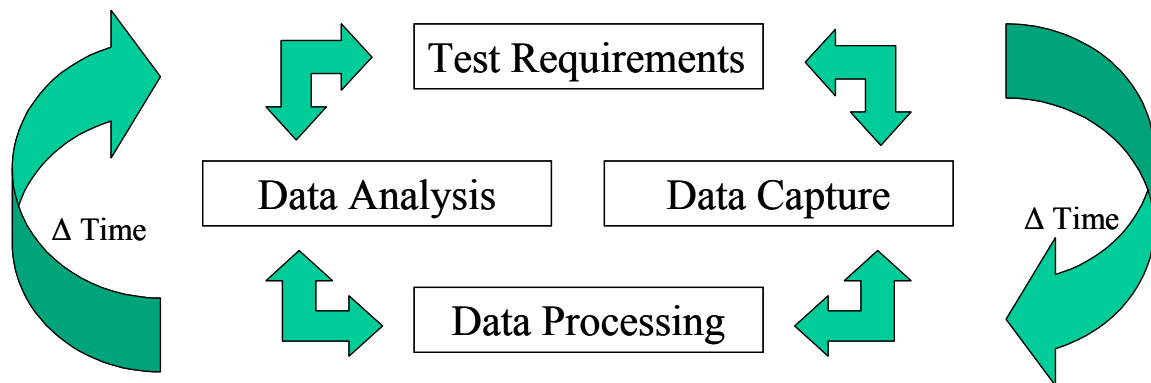 Test Requirements
Data Analysis
Data Capture
Δ Time
Δ Time
Data Processing